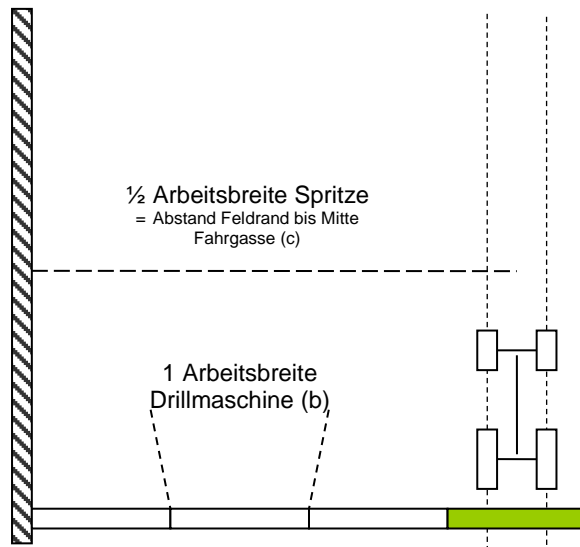 ½ Arbeitsbreite Spritze
= Abstand Feldrand bis Mitte
Fahrgasse (c)
1 Arbeitsbreite
Drillmaschine (b)